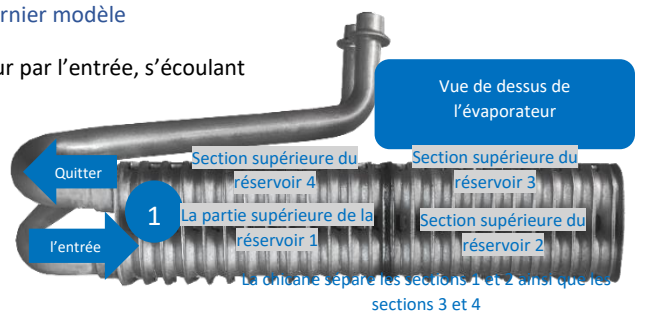 rnier modèle
ur par l’entrée, s’écoulant
Vue de dessus de
l’évaporateur
Quitter
Section supérieure du
réservoir 4
Section supérieure du
réservoir 3
1
La partie supérieure de la
réservoir 1
Section supérieure du
réservoir 2
l’entrée
La chicane sépare les sections 1 et 2 ainsi que les
sections 3 et 4